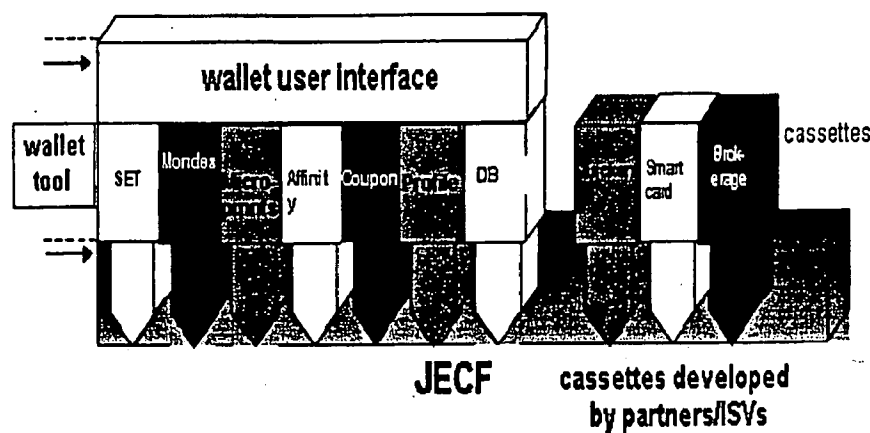 wallet user interface
wallet
tool
SET
Mondex
Affinit
y
Coupon
Profile
DB
Smart
card
Brok-
erage
cassettes
JECF
cassettes developed
by partners/ISVs